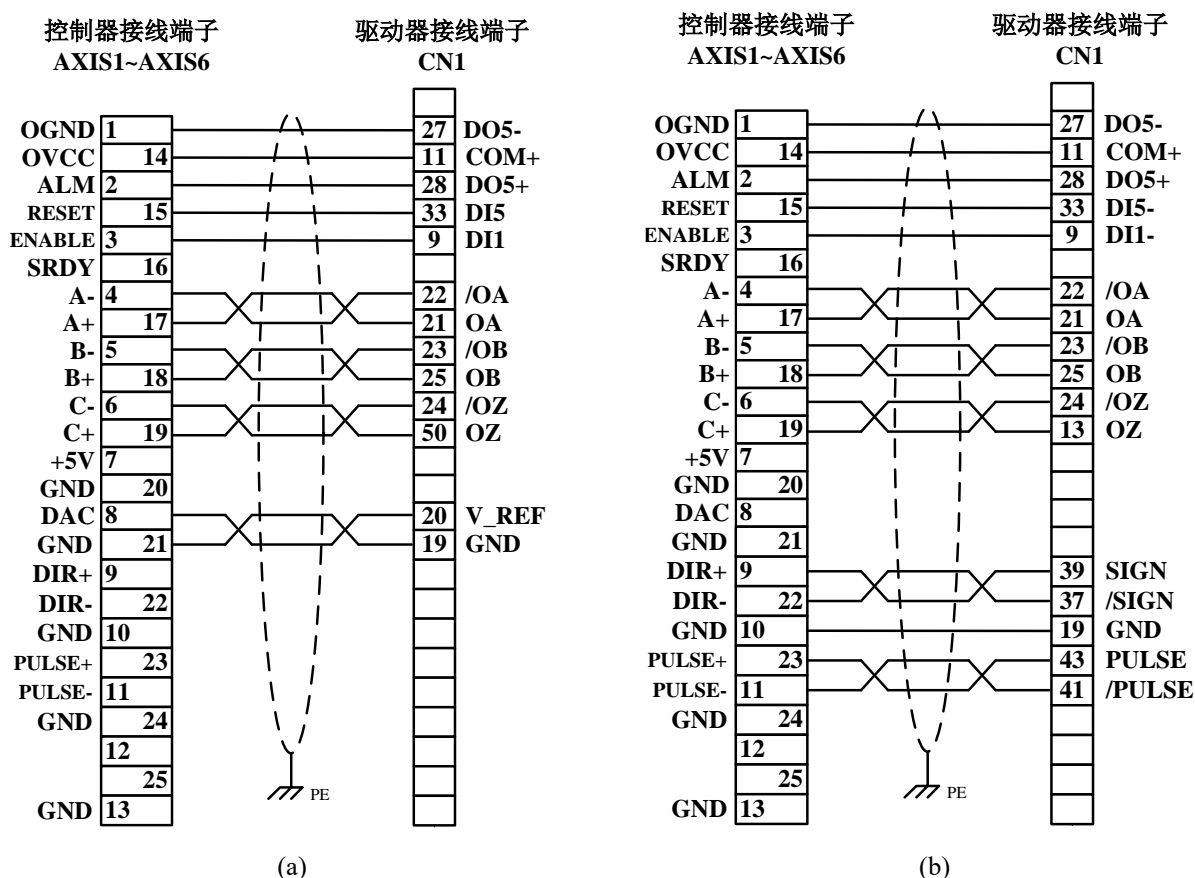 控制器接线端子 驱动器接线端子
AXIS1~AXIS6 CN1
OGND 1 27 DO5-
OVCC 14 11 COM+
ALM 2 28 DO5+
RESET 15 33 DI5
ENABLE 3 9 DI1
SRDY 16
A- 4 22 /OA
A+ 17 21 OA
B- 5 23 /OB
B+ 18 25 OB
C- 6 24 /OZ
C+ 19 50 OZ
+5V 7
GND 20
DAC 8 20 V_REF
GND 21 19 GND
DIR+ 9
DIR- 22
GND 10
PULSE+ 23
PULSE- 11
GND 24
12
25
GND 13
PE
(a)
控制器接线端子 驱动器接线端子
AXIS1~AXIS6 CN1
OGND 1 27 DO5-
OVCC 14 11 COM+
ALM 2 28 DO5+
RESET 15 33 DI5-
ENABLE 3 9 DI1-
SRDY 16
A- 4 22 /OA
A+ 17 21 OA
B- 5 23 /OB
B+ 18 25 OB
C- 6 24 /OZ
C+ 19 13 OZ
+5V 7
GND 20
DAC 8
GND 21
DIR+ 9 39 SIGN
DIR- 22 37 /SIGN
GND 10 19 GND
PULSE+ 23 43 PULSE
PULSE- 11 41 /PULSE
GND 24
12
25
GND 13
PE
(b)